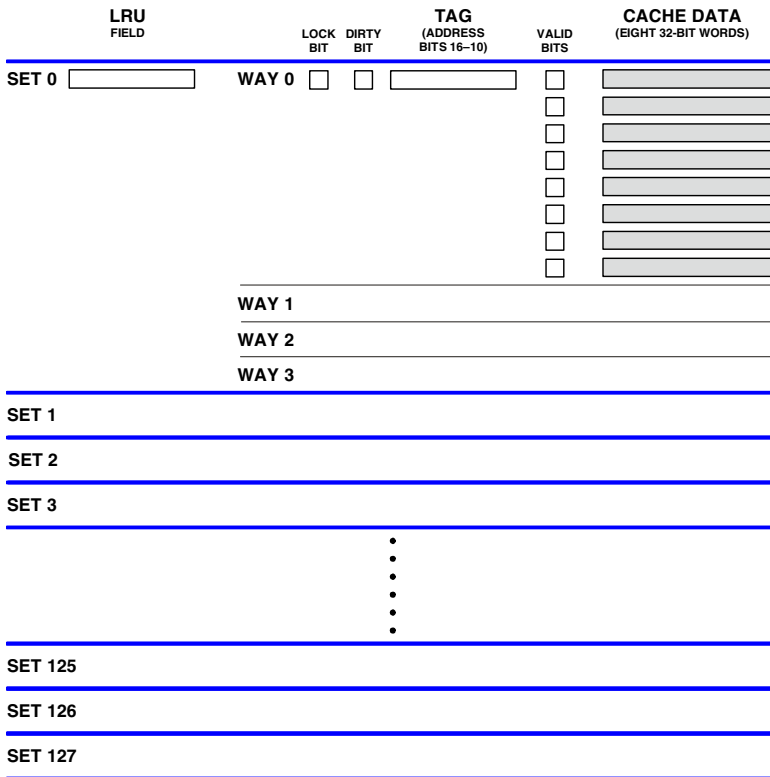 LRU
FIELD
LOCK BIT
DIRTY BIT
TAG
(ADDRESS
BITS 16–10)
VALID
BITS
CACHE DATA
(EIGHT 32-BIT WORDS)
SET 0
WAY 0
WAY 1
WAY 2
WAY 3
SET 1
SET 2
SET 3
SET 125
SET 126
SET 127